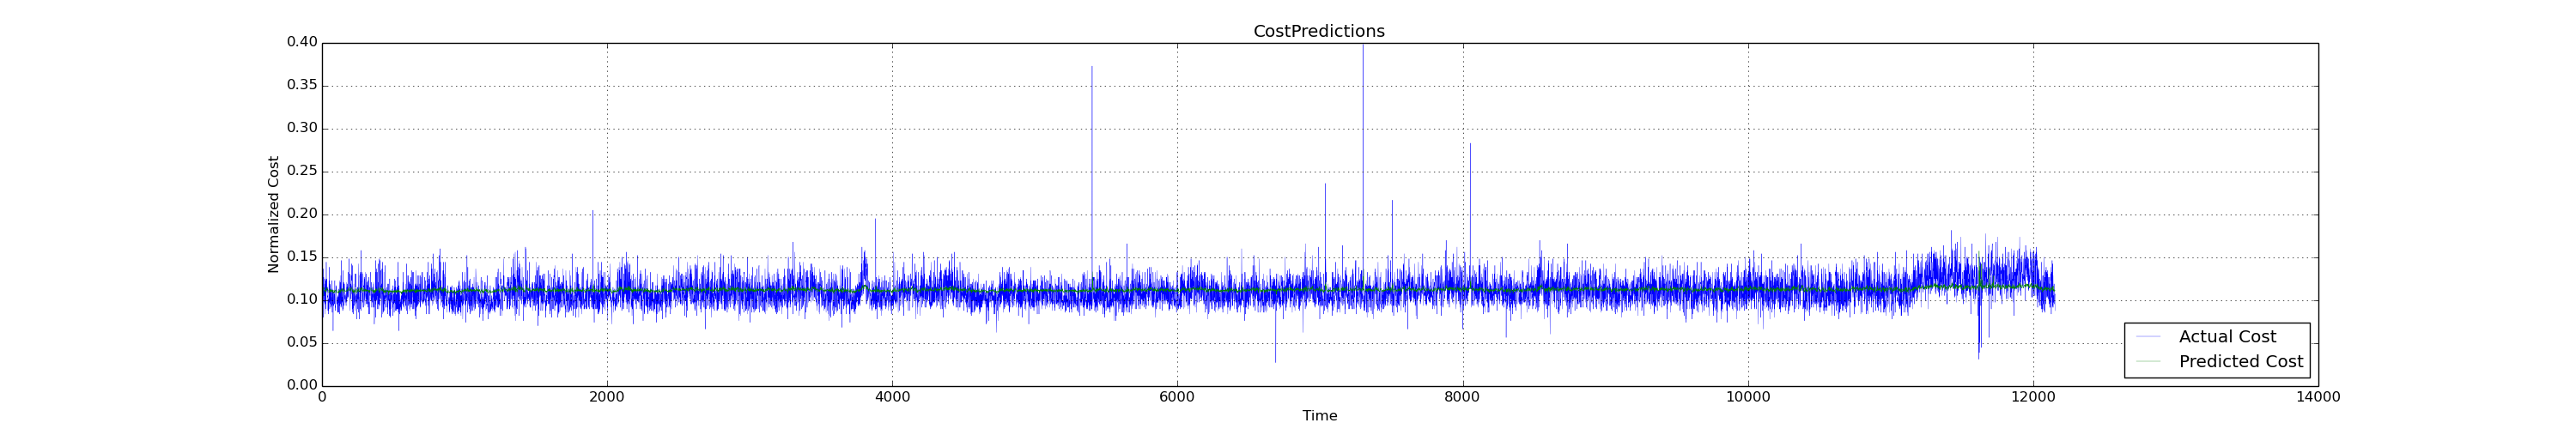 CostPredictions
0.40
0.35
0.30
0.25
0.20
0.15
0.10
0.05
0.00
Normalized Cost
0 2000 4000 6000 8000 10000 12000 14000
Time
Actual Cost
Predicted Cost